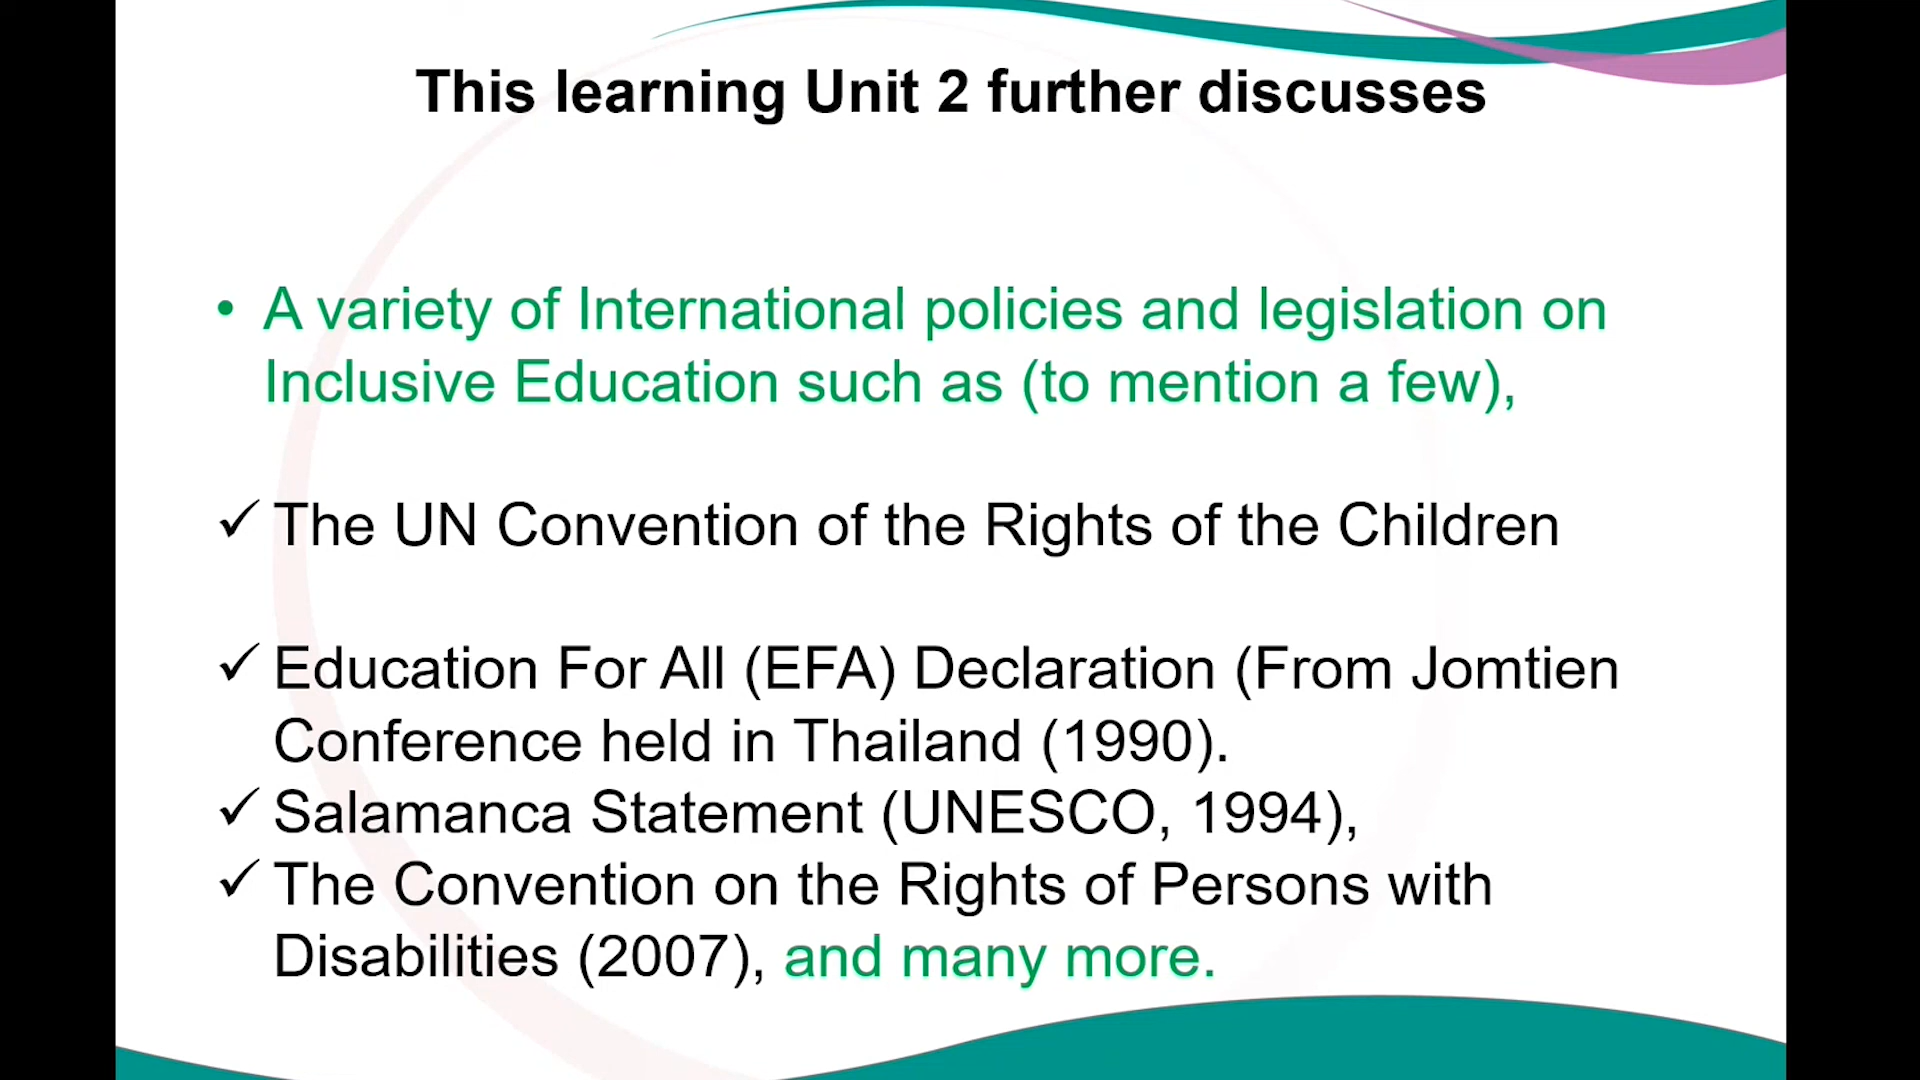 This learning Unit 2 further discusses
• A variety of International policies and legislation on
Inclusive Education such as (to mention a few),
✓ The UN Convention of the Rights of the Children
✓ Education For All (EFA) Declaration (From Jomtien
Conference held in Thailand (1990).
✓ Salamanca Statement (UNESCO, 1994),
✓ The Convention on the Rights of Persons with
Disabilities (2007), and many more.